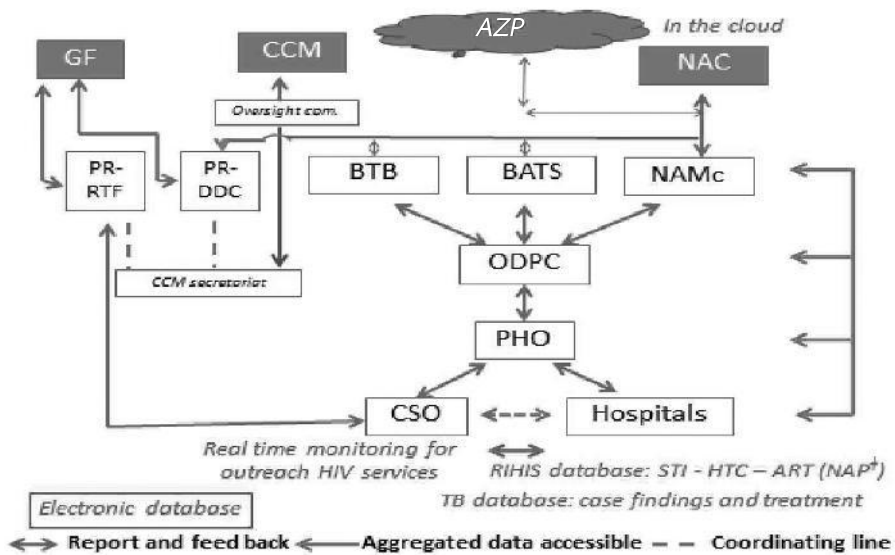 AZP
In the cloud
GF
CCM
NAC
Oversight com.
PR-
RTF
PR-
DDC
BTB
BATS
NAMc
ODPC
CCM secretariat
PHO
CSO
Hospitals
Real time monitoring for
outreach HIV services
RIHIS database: STI - HTC – ART (NAP⸸)
TB database: case findings and treatment
Electronic database
Report and feed back
Aggregated data accessible
Coordinating line